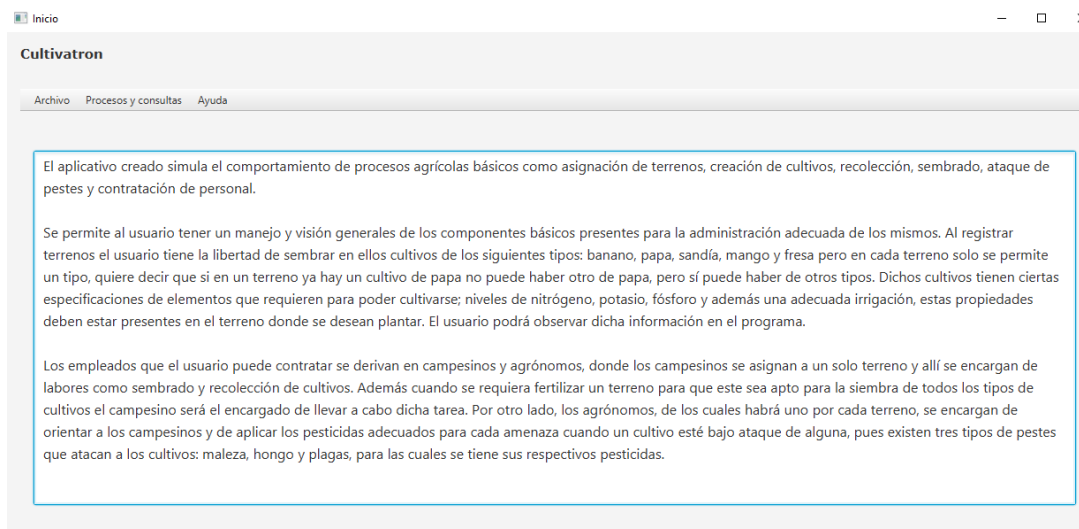 Inicio
Cultivatron
Archivo Procesos y consultas Ayuda
El aplicativo creado simula el comportamiento de procesos agrícolas básicos como asignación de terrenos, creación de cultivos, recolección, sembrado, ataque de
pestes y contratación de personal.
Se permite al usuario tener un manejo y visión generales de los componentes básicos presentes para la administración adecuada de los mismos. Al registrar
terrenos el usuario tiene la libertad de sembrar en ellos cultivos de los siguientes tipos: banano, papa, sandía, mango y fresa pero en cada terreno solo se permite
un tipo, quiere decir que si en un terreno ya hay un cultivo de papa no puede haber otro de papa, pero sí puede haber de otros tipos. Dichos cultivos tienen ciertas
especificaciones de elementos que requieren para poder cultivarse; niveles de nitrógeno, potasio, fósforo y además una adecuada irrigación, estas propiedades
deben estar presentes en el terreno donde se desean plantar. El usuario podrá observar dicha información en el programa.
Los empleados que el usuario puede contratar se derivan en campesinos y agrónomos, donde los campesinos se asignan a un solo terreno y allí se encargan de
labores como sembrado y recolección de cultivos. Además cuando se requiera fertilizar un terreno para que este sea apto para la siembra de todos los tipos de
cultivos el campesino será el encargado de llevar a cabo dicha tarea. Por otro lado, los agrónomos, de los cuales habrá uno por cada terreno, se encargan de
orientar a los campesinos y de aplicar los pesticidas adecuados para cada amenaza cuando un cultivo esté bajo ataque de alguna, pues existen tres tipos de pestes
que atacan a los cultivos: maleza, hongo y plagas, para las cuales se tiene sus respectivos pesticidas.